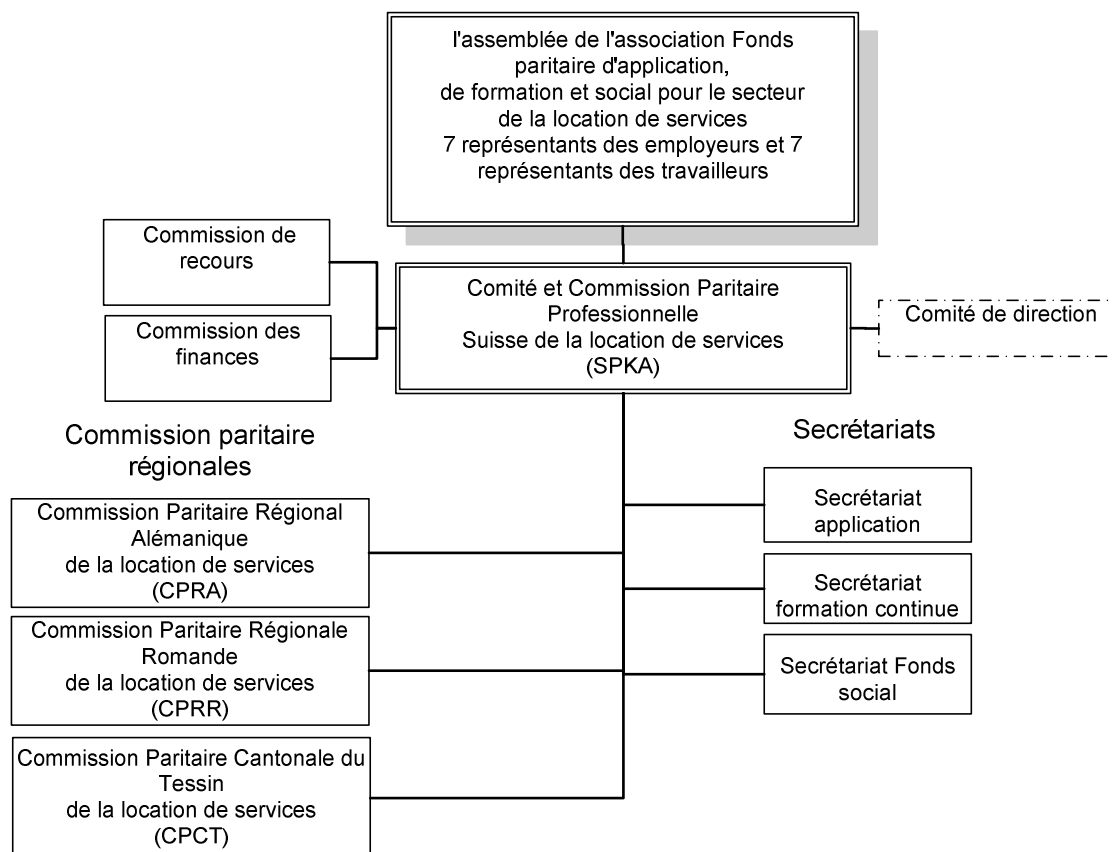 l'assemblée de l'association Fonds
paritaire d'application,
de formation et social pour le secteur
de la location de services
7 représentants des employeurs et 7
représentants des travailleurs
Commission de
recours
Commission des
finances
Comité et Commission Paritaire
Professionnelle
Suisse de la location de services
(SPKA)
Comité de direction
Commission paritaire
régionales
Commission Paritaire Régional
Alémanique
de la location de services
(CPRA)
Commission Paritaire Régionale
Romande
de la location de services
(CPRR)
Commission Paritaire Cantonale du
Tessin
de la location de services
(CPCT)
Secrétariats
Secrétariat
application
Secrétariat
formation continue
Secrétariat Fonds
social